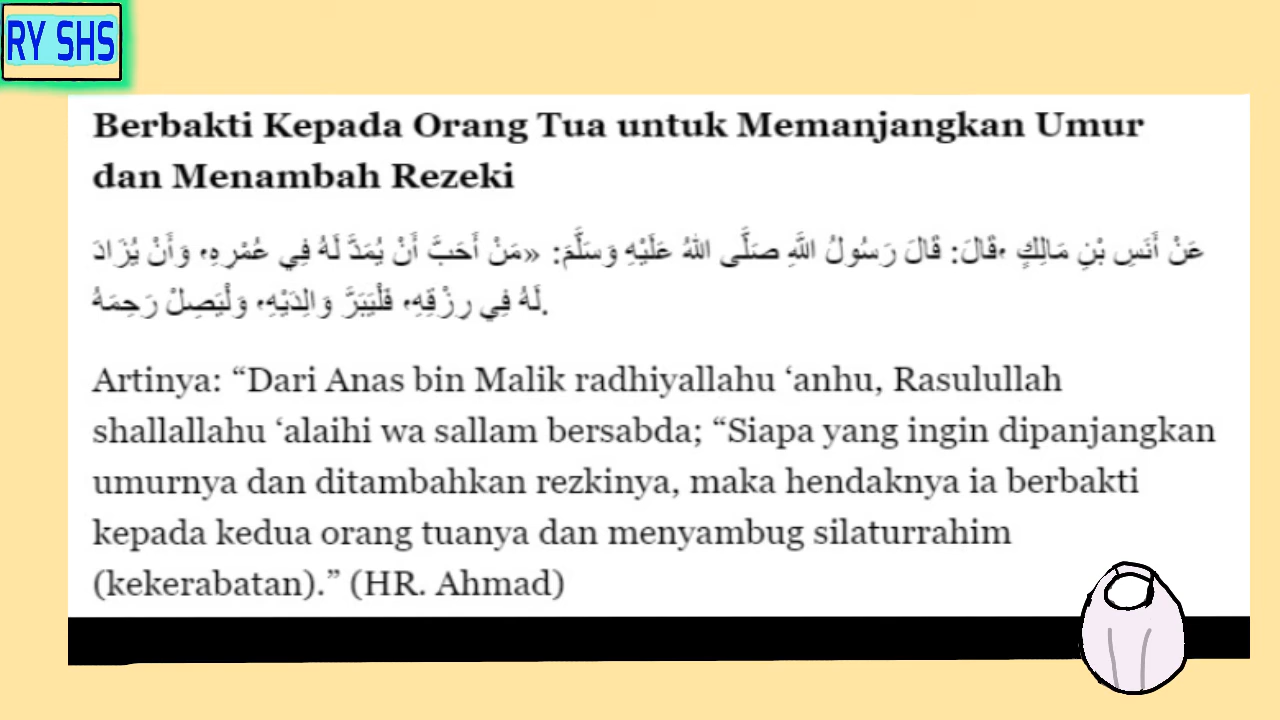 RY SHS
Berbakti Kepada Orang Tua untuk Memanjangkan Umur
dan Menambah Rezeki
عَنْ أَنَسِ بْنِ مَالِكٍ ،قَالَ: قَالَ رَسُولُ اللَّهِ صَلَّى اللهُ عَلَيْهِ وَسَلَّمَ: «مَنْ أَحَبَّ أَنْ يُمَدَّ لَهُ فِي عُمْرِهِ، وَأَنْ يُزَادَ
لَهُ فِي رِزْقِهِ، فَلْيَبَرَّ وَالِدَيْهِ، وَلْيَصِلْ رَحِمَهُ.
Artinya: “Dari Anas bin Malik radhiyallahu ‘anhu, Rasulullah
shallallahu ‘alaihi wa sallam bersabda; “Siapa yang ingin dipanjangkan
umurnya dan ditambahkan rezkinya, maka hendaknya ia berbakti
kepada kedua orang tuanya dan menyambug silaturrahim
(kekerabatan).” (HR. Ahmad)